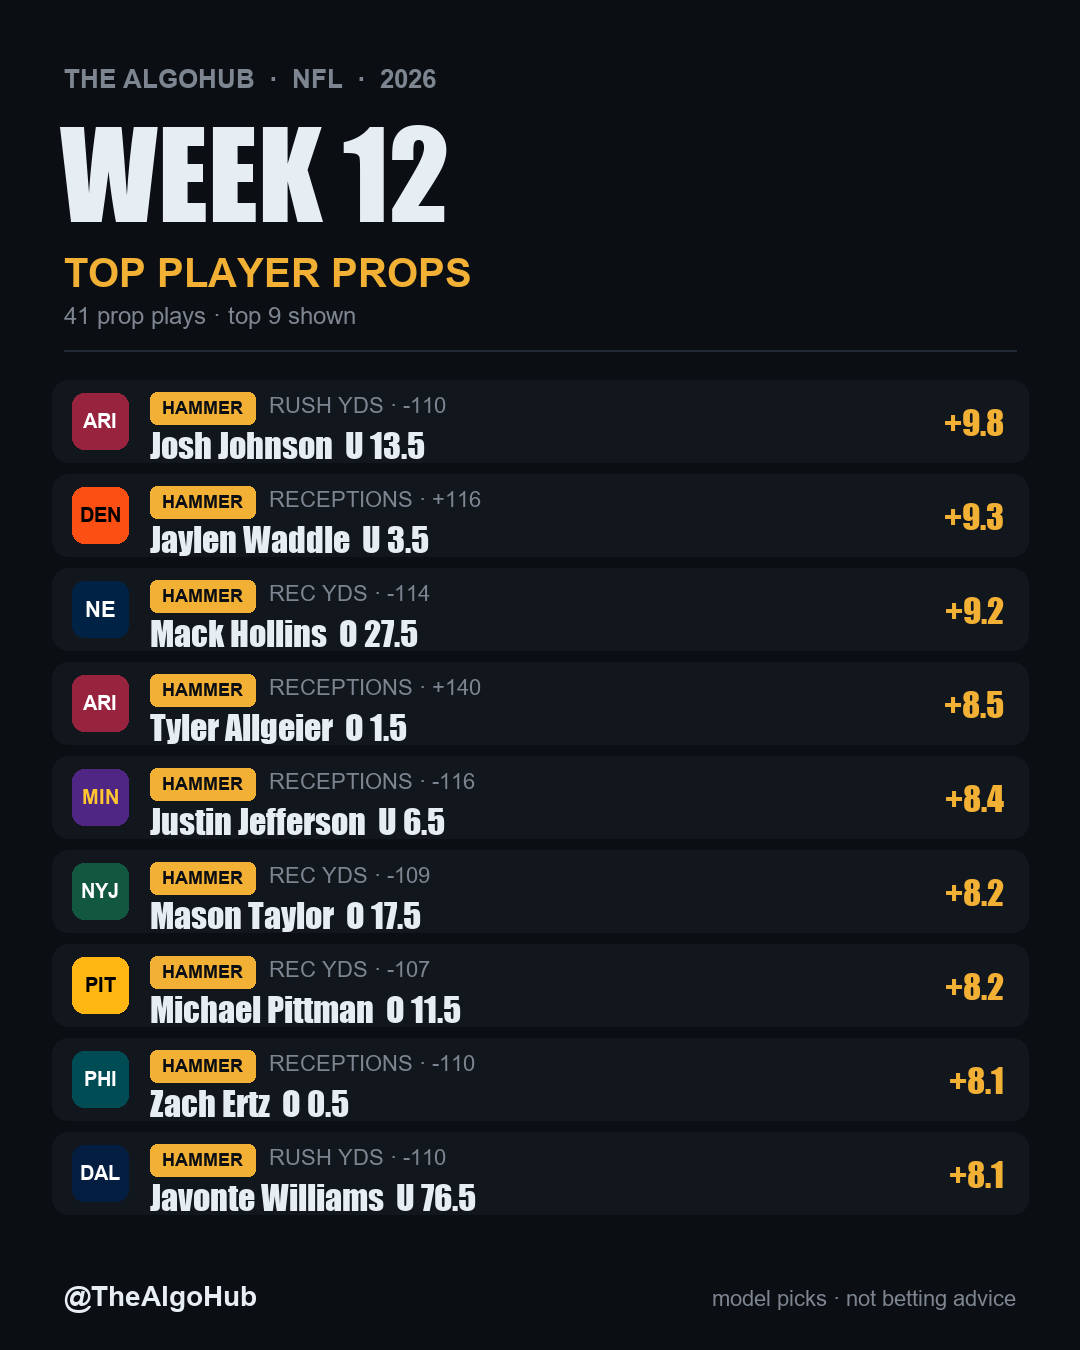 THE ALGOHUB · NFL · 2026
WEEK 12
TOP PLAYER PROPS
41 prop plays · top 9 shown
ARI
HAMMER RUSH YDS · -110
Josh Johnson U 13.5
+9.8
DEN
HAMMER RECEPTIONS · +116
Jaylen Waddle U 3.5
+9.3
NE
HAMMER REC YDS · -114
Mack Hollins O 27.5
+9.2
ARI
HAMMER RECEPTIONS · +140
Tyler Allgeier O 1.5
+8.5
MIN
HAMMER RECEPTIONS · -116
Justin Jefferson U 6.5
+8.4
NYJ
HAMMER REC YDS · -109
Mason Taylor O 17.5
+8.2
PIT
HAMMER REC YDS · -107
Michael Pittman O 11.5
+8.2
PHI
HAMMER RECEPTIONS · -110
Zach Ertz O 0.5
+8.1
DAL
HAMMER RUSH YDS · -110
Javonte Williams U 76.5
+8.1
@TheAlgoHub
model picks · not betting advice